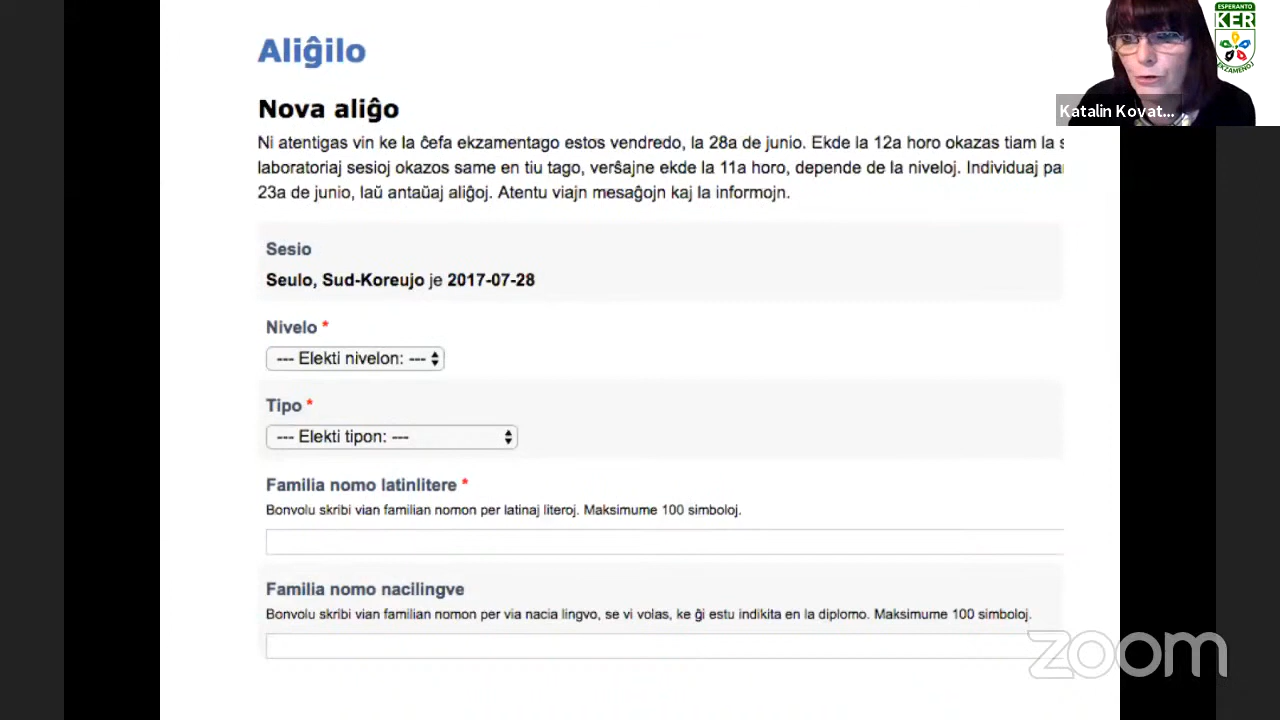 Aliĝilo
Nova aliĝo
Ni atentigas vin ke la ĉefa ekzamentago estos vendredo, la 28a de junio. Ekde la 12a horo okazas tiam la
laboratoriaj sesioj okazos same en tiu tago, verŝajne ekde la 11a horo, depende de la niveloj. Individuaj
23a de junio, laŭ antaŭaj aliĝoj. Atentu viajn mesaĝojn kaj la informojn.
Sesio
Seulo, Sud-Koreujo je 2017-07-28
Nivelo *
--- Elekti nivelon: ---
Tipo *
--- Elekti tipon: ---
Familia nomo latinlitere *
Bonvolu skribi vian familian nomon per latinaj literoj. Maksimume 100 simboloj.
Familia nomo nacilingve
Bonvolu skribi vian familian nomon per via nacia lingvo, se vi volas, ke ĝi estu indikita en la diplomo. Maksimume 100 simboloj.
ESPERANTO
KER
EKZAMENOJ
Katalin Kovat...
zoom